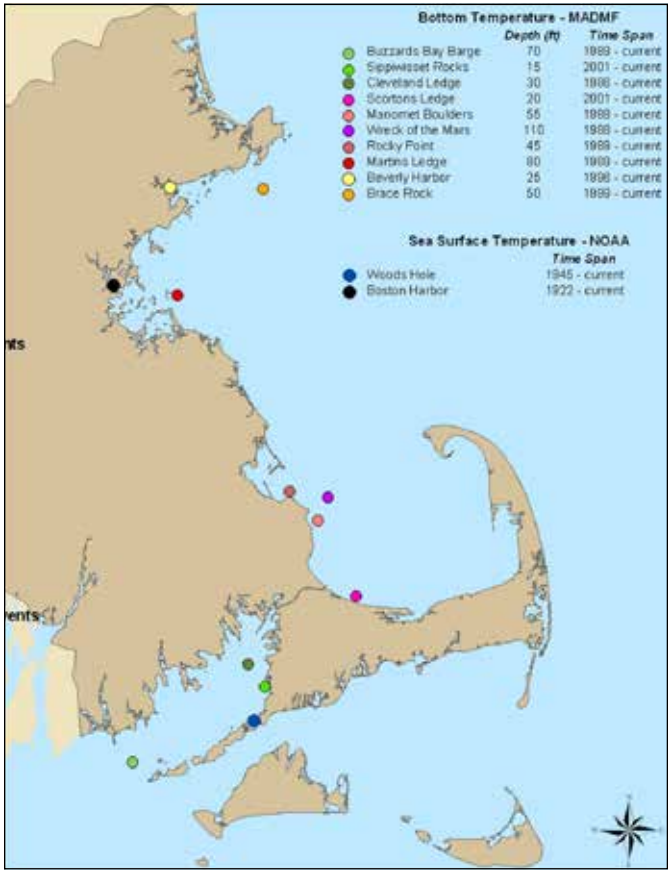 Bottom Temperature - MADMF
Depth (ft) Time Span
Buzzards Bay Barge 70 1989 - current
Sippiwisset Rocks 15 2001 - current
Cleveland Ledge 30 1986 - current
Scortons Ledge 20 2001 - current
Manomet Boulders 55 1989 - current
Wreck of the Mars 110 1988 - current
Rocky Point 45 1989 - current
Martins Ledge 80 1989 - current
Beverly Harbor 25 1996 - current
Brace Rock 50 1989 - current
Sea Surface Temperature - NOAA
Time Span
Woods Hole 1945 - current
Boston Harbor 1922 - current
nts
vents